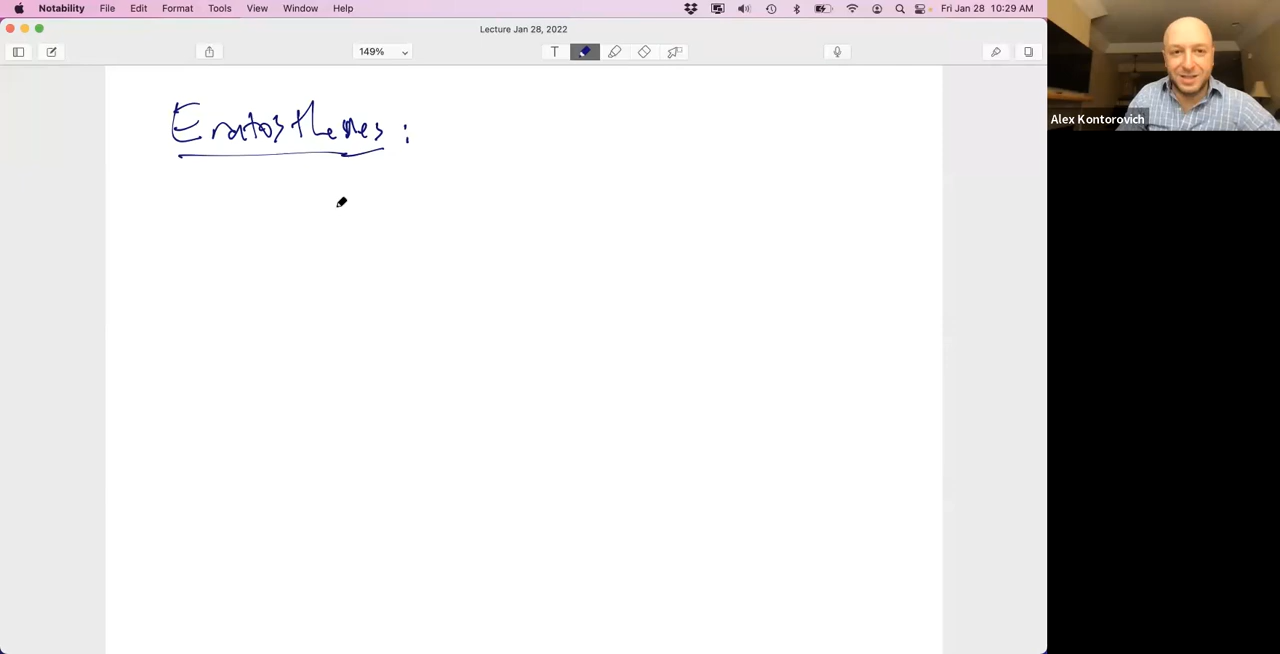 Notability File Edit Format Tools View Window Help Fri Jan 28 10:29 AM
Lecture Jan 28, 2022
149% T
Eratosthenes:
Alex Kontorovich